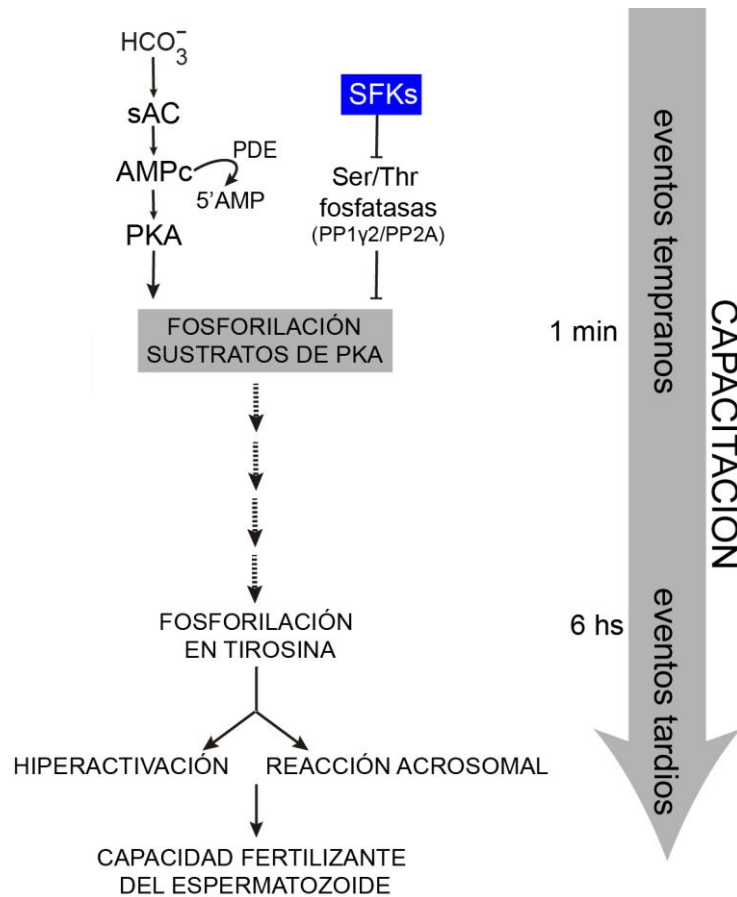 HCO3-
sAC
AMPc
PDE
5'AMP
PKA
SFKs
Ser/Thr
fosfatasas
(PP1γ2/PP2A)
FOSFORILACIÓN
SUSTRATOS DE PKA
1 min
FOSFORILACIÓN
EN TIROSINA
6 hs
HIPERACTIVACIÓN
REACCIÓN ACROSOMAL
CAPACIDAD FERTILIZANTE
DEL ESPERMATOZOIDE
eventos tempranos
eventos tardios
CAPACITACION